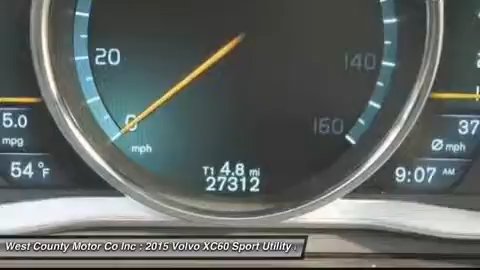 20
140
0
160
mph
5.0
mpg
54 °F
T1 4.8 mi
27312
37
Ø mph
9:07 AM
West County Motor Co Inc : 2015 Volvo XC60 Sport Utility .